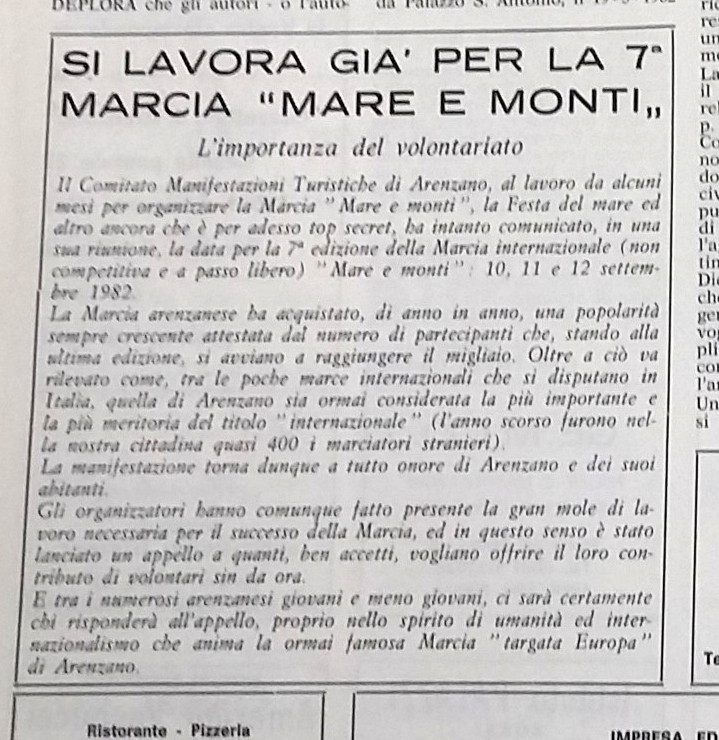 DEPLORA che gli autori - o l'auto-
da Palazzo S. Antonio, li
SI LAVORA GIA' PER LA 7ª
MARCIA "MARE E MONTI„
L'importanza del volontariato
Il Comitato Manifestazioni Turistiche di Arenzano, al lavoro da alcuni
mesi per organizzare la Marcia "Mare e monti", la Festa del mare ed
altro ancora che è per adesso top secret, ha intanto comunicato, in una
sua riunione, la data per la 7ª edizione della Marcia internazionale (non
competitiva e a passo libero) "Mare e monti": 10, 11 e 12 settem-
bre 1982.
La Marcia arenzanese ha acquistato, di anno in anno, una popolarità
sempre crescente attestata dal numero di partecipanti che, stando alla
ultima edizione, si avviano a raggiungere il migliaio. Oltre a ciò va
rilevato come, tra le poche marce internazionali che si disputano in
Italia, quella di Arenzano sia ormai considerata la più importante e
la più meritoria del titolo "internazionale" (l'anno scorso furono nel-
la nostra cittadina quasi 400 i marciatori stranieri).
La manifestazione torna dunque a tutto onore di Arenzano e dei suoi
abitanti.
Gli organizzatori hanno comunque fatto presente la gran mole di la-
voro necessaria per il successo della Marcia, ed in questo senso è stato
lanciato un appello a quanti, ben accetti, vogliano offrire il loro con-
tributo di volontari sin da ora.
E tra i numerosi arenzanesi giovani e meno giovani, ci sarà certamente
chi risponderà all'appello, proprio nello spirito di umanità ed inter-
nazionalismo che anima la ormai famosa Marcia "targata Europa"
di Arenzano.
Ristorante - Pizzeria
IMPRESA ED